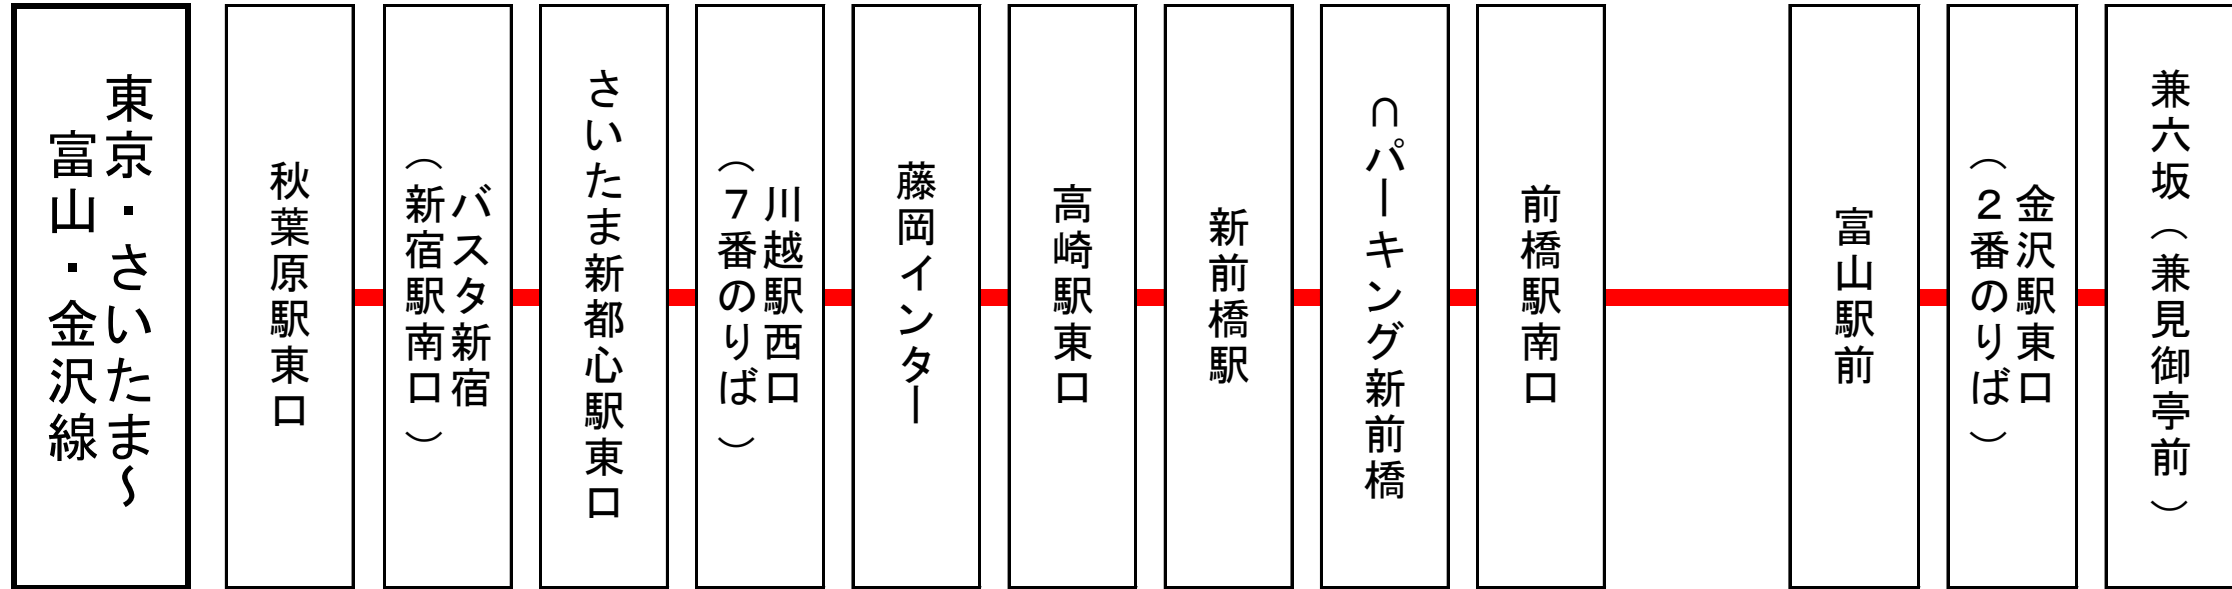 東京・さいたま～
富山・金沢線
秋葉原駅東口
バスタ新宿
（新宿駅南口）
さいたま新都心駅東口
川越駅西口
（７番のりば）
藤岡インター
高崎駅東口
新前橋駅
∩パーキング新前橋
前橋駅南口
富山駅前
金沢駅東口
（２番のりば）
兼六坂（兼見御亭前）